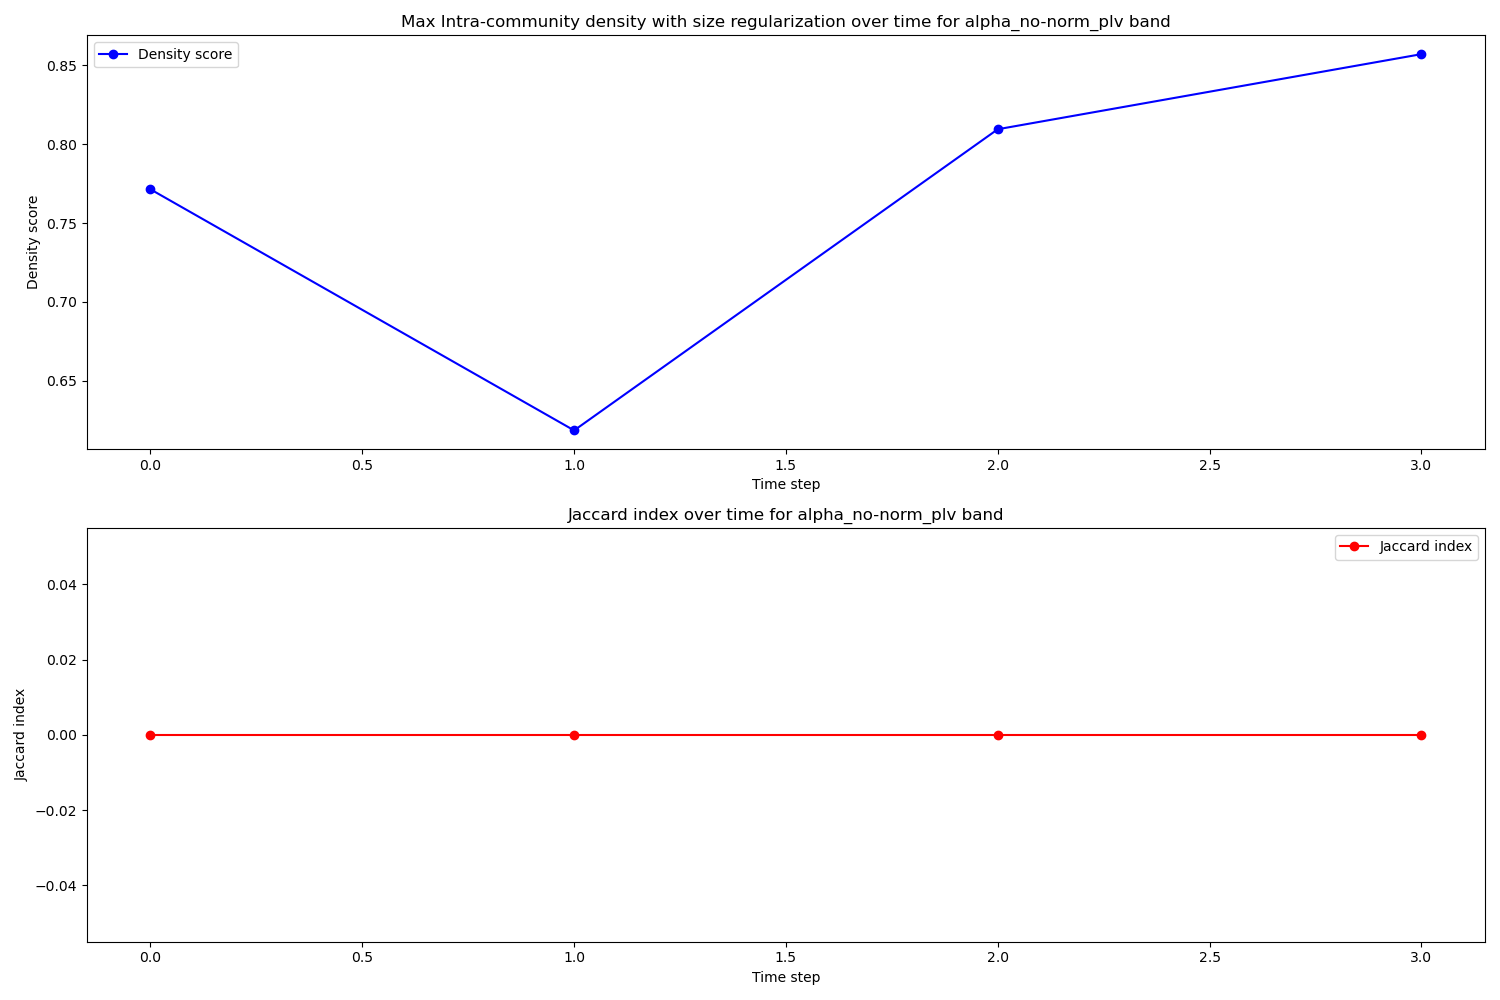 Max Intra-community density with size regularization over time for alpha_no-norm_plv band
Density score
0.85
0.80
0.75
0.70
0.65
Density score
0.0 0.5 1.0 1.5 2.0 2.5 3.0
Time step
Jaccard index over time for alpha_no-norm_plv band
Jaccard index
0.04
0.02
0.00
−0.02
−0.04
Jaccard index
0.0 0.5 1.0 1.5 2.0 2.5 3.0
Time step